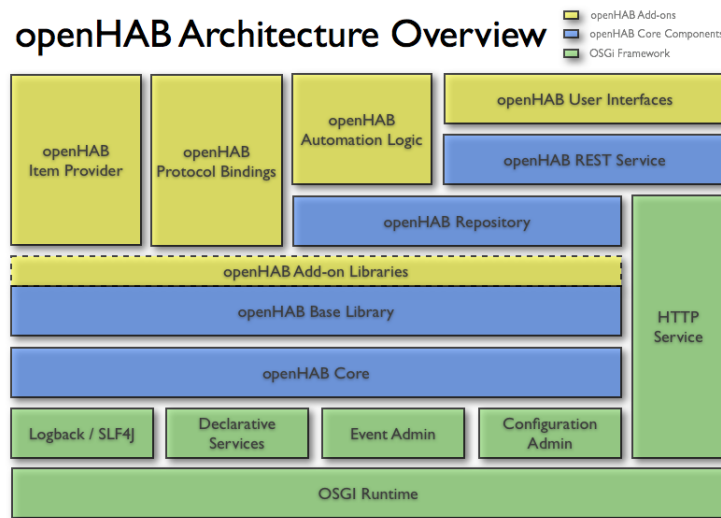 openHAB Architecture Overview
openHAB Add-ons
openHAB Core Components
OSGi Framework
openHAB
Item Provider
openHAB
Protocol Bindings
openHAB
Automation Logic
openHAB User Interfaces
openHAB REST Service
openHAB Repository
openHAB Add-on Libraries
openHAB Base Library
HTTP
Service
openHAB Core
Logback / SLF4J
Declarative
Services
Event Admin
Configuration
Admin
OSGI Runtime